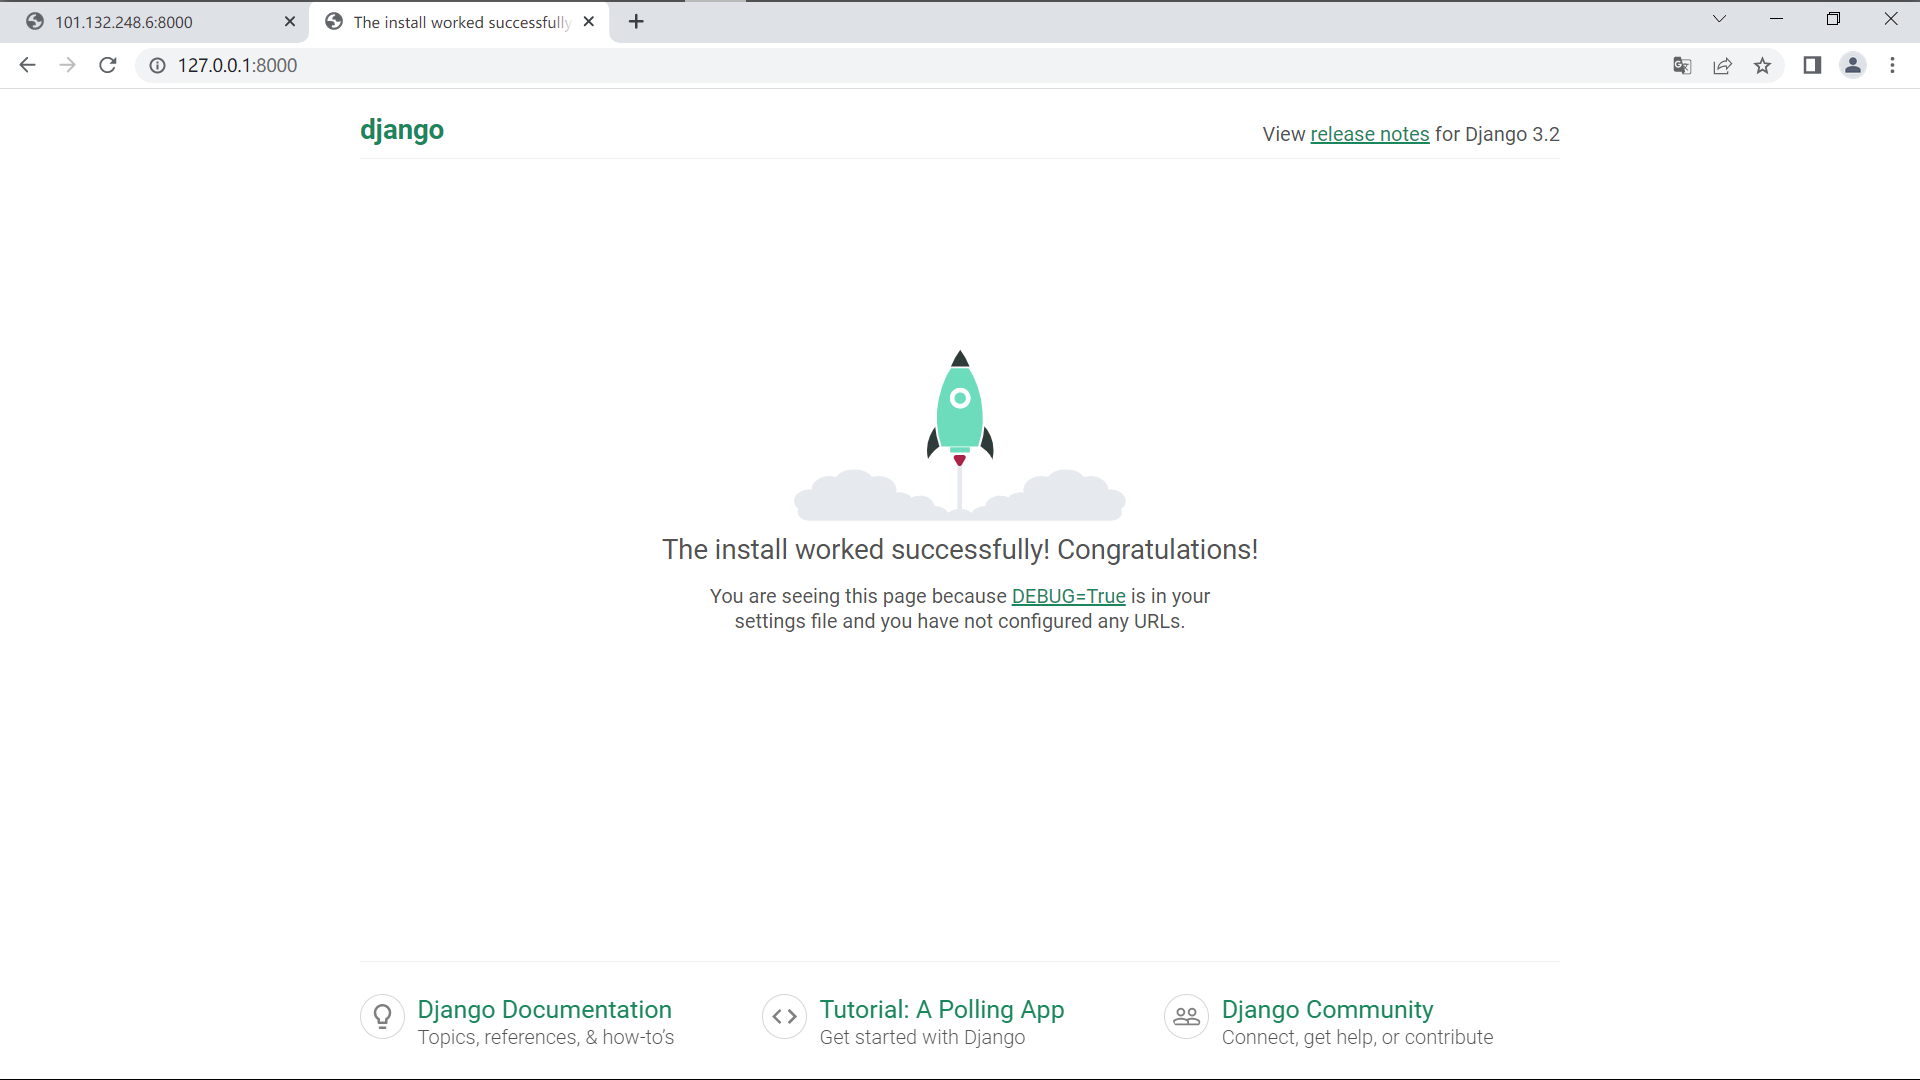 101.132.248.6:8000
The install worked successfully
127.0.0.1:8000
django
View release notes for Django 3.2
The install worked successfully! Congratulations!
You are seeing this page because DEBUG=True is in your
settings file and you have not configured any URLs.
Django Documentation
Topics, references, & how-to’s
Tutorial: A Polling App
Get started with Django
Django Community
Connect, get help, or contribute